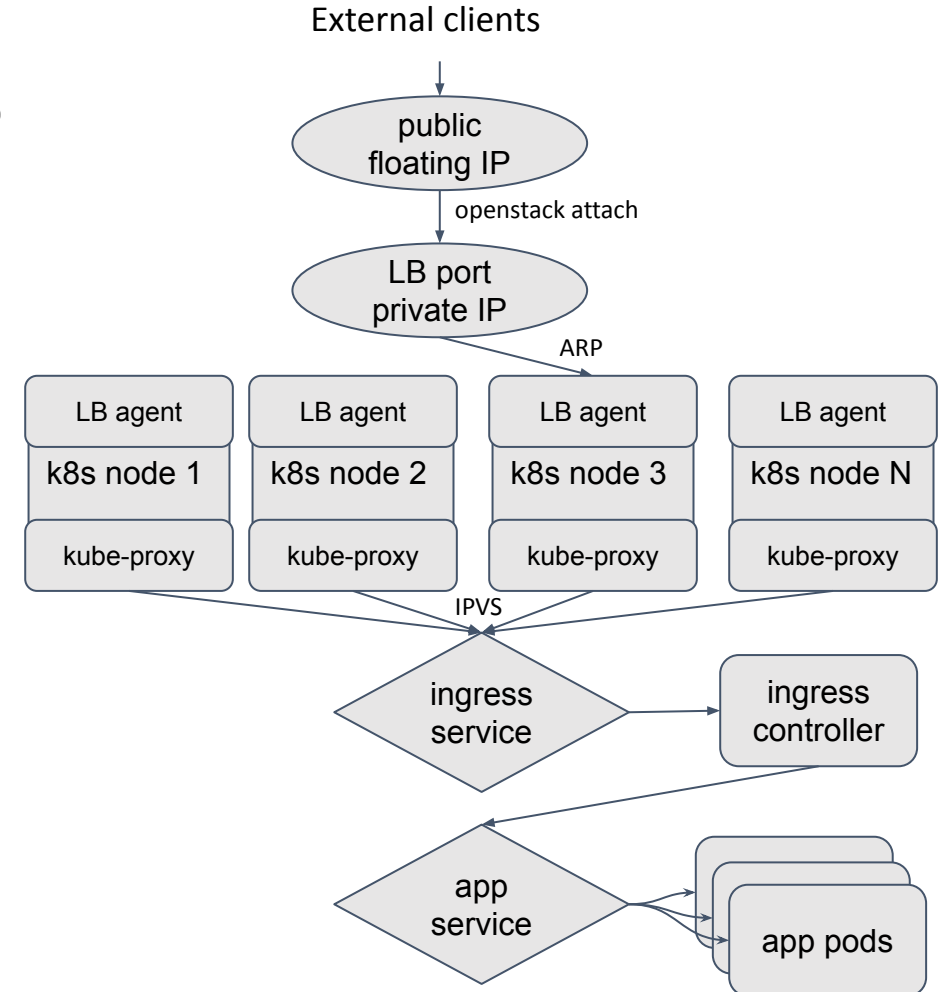 External clients
public
floating IP
openstack attach
LB port
private IP
ARP
LB agent
LB agent
LB agent
LB agent
k8s node 1
k8s node 2
k8s node 3
k8s node N
kube-proxy
kube-proxy
kube-proxy
kube-proxy
IPVS
ingress
service
ingress
controller
app
service
app pods